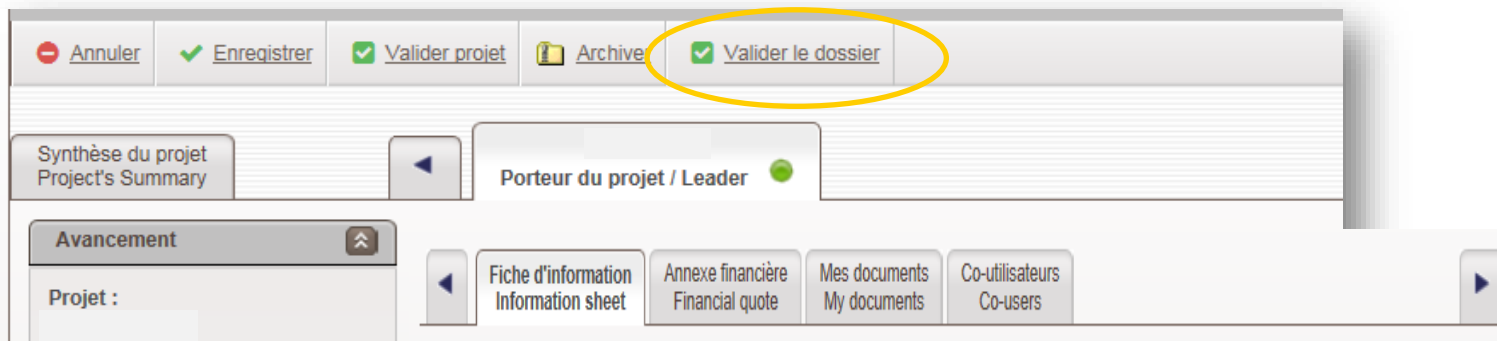 Annuler Enregistrer Valider projet Archiver Valider le dossier
Synthèse du projet
Project's Summary
Porteur du projet / Leader
Avancement
Projet :
Fiche d'information
Information sheet
Annexe financière
Financial quote
Mes documents
My documents
Co-utilisateurs
Co-users